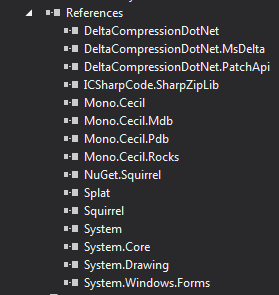 References
DeltaCompressionDotNet
DeltaCompressionDotNet.MsDelta
DeltaCompressionDotNet.PatchApi
ICSharpCode.SharpZipLib
Mono.Cecil
Mono.Cecil.Mdb
Mono.Cecil.Pdb
Mono.Cecil.Rocks
NuGet.Squirrel
Splat
Squirrel
System
System.Core
System.Drawing
System.Windows.Forms